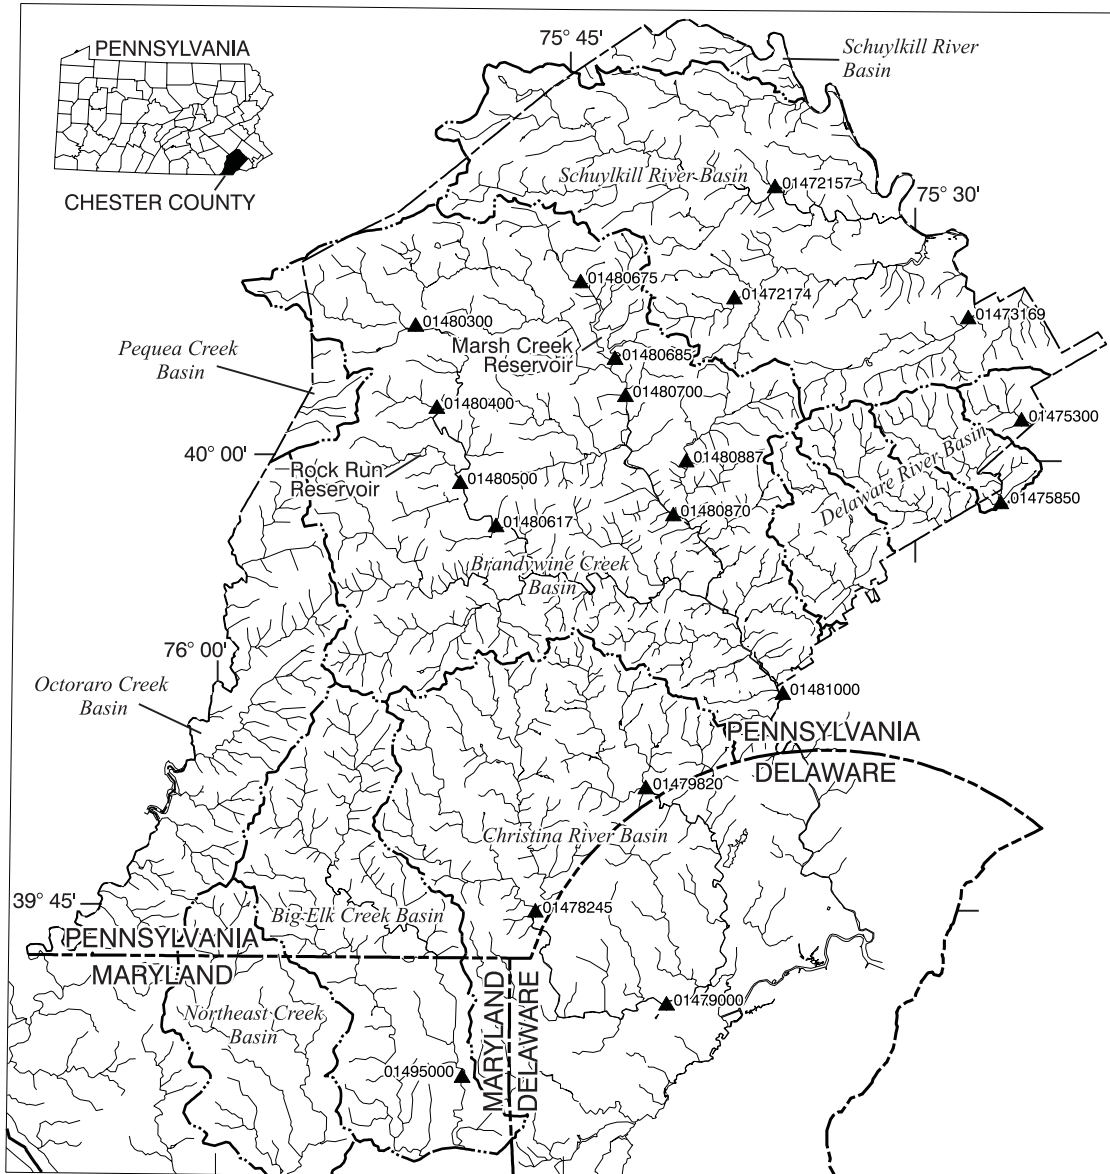 PENNSYLVANIA
CHESTER COUNTY
75° 45'
Schuylkill River
Basin
Schuylkill River Basin
01472157
75° 30'
01480675
01472174
01480300
01473169
Marsh Creek
Reservoir
01480685
Pequea Creek
Basin
01480700
01480400
01475300
40° 00'
Rock Run
Reservoir
01480500
01480887
Delaware River Basin
01475850
01480617
01480870
Brandywine Creek
Basin
76° 00'
Octoraro Creek
Basin
01481000
PENNSYLVANIA
DELAWARE
01479820
Christina River Basin
39° 45'
01478245
Big Elk Creek Basin
PENNSYLVANIA
MARYLAND
Northeast Creek
Basin
MARYLAND
DELAWARE
01479000
01495000